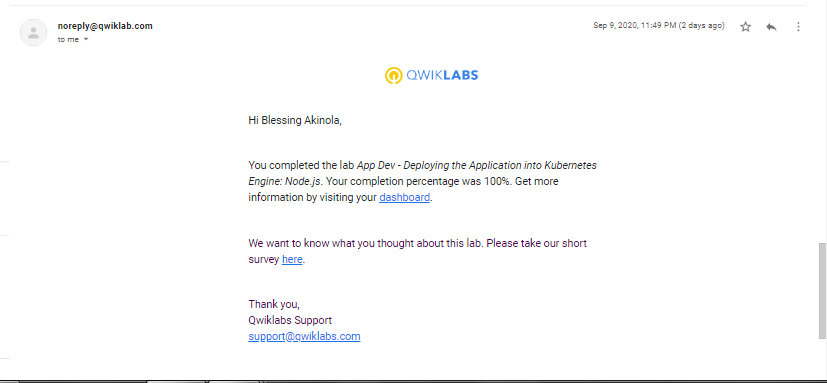 noreply@qwiklab.com
Sep 9, 2020, 11:49 PM (2 days ago)
to me
QWIKLABS
Hi Blessing Akinola,
You completed the lab App Dev - Deploying the Application into Kubernetes
Engine: Node.js. Your completion percentage was 100%. Get more
information by visiting your dashboard.
We want to know what you thought about this lab. Please take our short
survey here.
Thank you,
Qwiklabs Support
support@qwiklabs.com